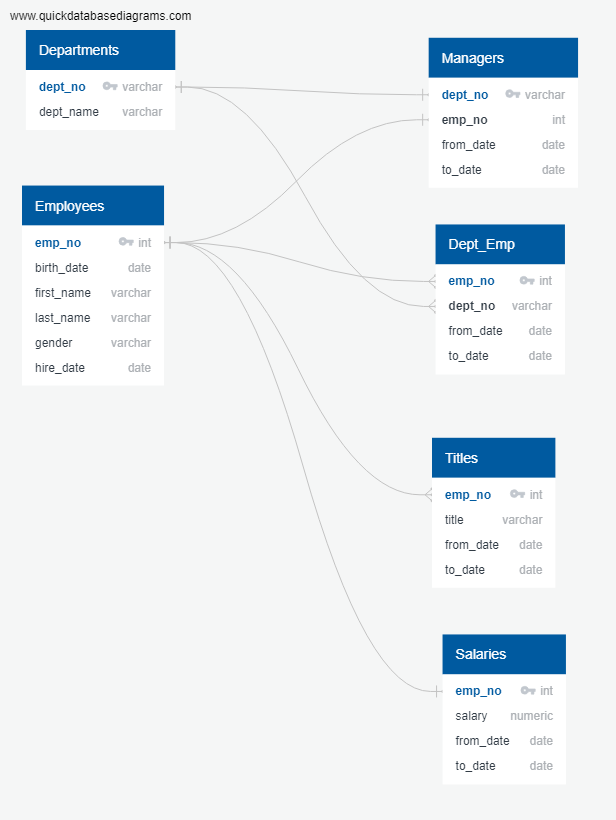 www.quickdatabasediagrams.com
Departments
dept_no varchar
dept_name varchar
Employees
emp_no int
birth_date date
first_name varchar
last_name varchar
gender varchar
hire_date date
Managers
dept_no varchar
emp_no int
from_date date
to_date date
Dept_Emp
emp_no int
dept_no varchar
from_date date
to_date date
Titles
emp_no int
title varchar
from_date date
to_date date
Salaries
emp_no int
salary numeric
from_date date
to_date date